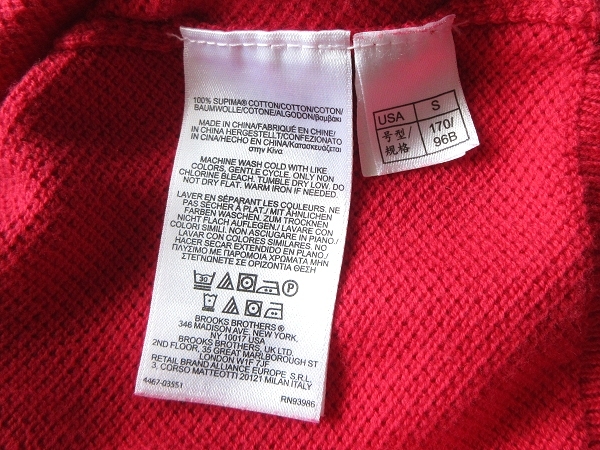 100% SUPIMA® COTTON/COTTON/COTON/
BAUMWOLLE/COTONE/ALGODON/βαμβάκι
MADE IN CHINA/FABRIQUÉ EN CHINE/
IN CHINA HERGESTELLT/CONFEZIONATO
IN CINA/HECHO EN CHINA/Κατασκευάζεται
στην Κίνα
MACHINE WASH COLD WITH LIKE
COLORS, GENTLE CYCLE. ONLY NON
CHLORINE BLEACH. TUMBLE DRY LOW. DO
NOT DRY FLAT. WARM IRON IF NEEDED.
LAVER EN SÉPARANT LES COULEURS. NE
PAS SÉCHER À PLAT./ MIT ÄHNLICHEN
FARBEN WASCHEN. ZUM TROCKNEN
NICHT FLACH AUFLEGEN./ LAVARE CON
COLORI SIMILI. NON ASCIUGARE IN PIANO./
LAVAR CON COLORES SIMILARES. NO
HACER SECAR EXTENDIDO EN PLANO./
ΠΛΥΣΙΜΟ ΜΕ ΠΑΡΟΜΟΙΑ ΧΡΩΜΑΤΑ ΜΗΝ
ΣΤΕΓΝΩΝΕΤΕ ΣΕ ΟΡΙΖΟΝΤΙΑ ΘΕΣΗ
30 P
BROOKS BROTHERS ®
346 MADISON AVE. NEW YORK,
NY 10017 USA
BROOKS BROTHERS, UK LTD.
2ND FLOOR, 35 GREAT MARLBOROUGH ST
LONDON W1F 7JF
RETAIL BRAND ALLIANCE EUROPE S.R.L.
3, CORSO MATTEOTTI 20121 MILAN ITALY
4467-03551 RN93986
USA S
号型/ 170/
规格 96B